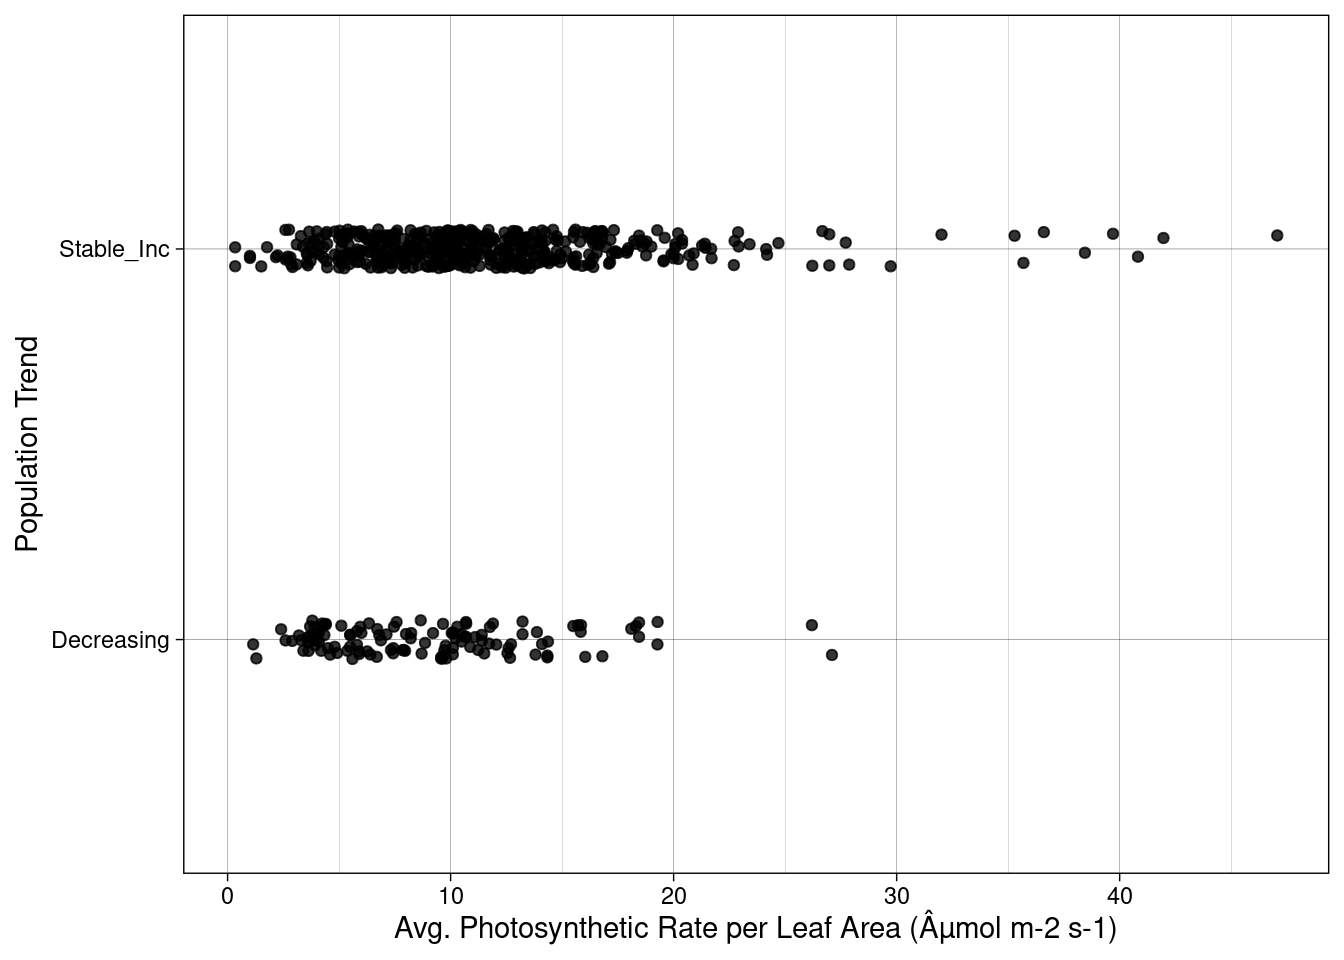 Stable_Inc
Decreasing
Population Trend
0 10 20 30 40
Avg. Photosynthetic Rate per Leaf Area (Âµmol m-2 s-1)